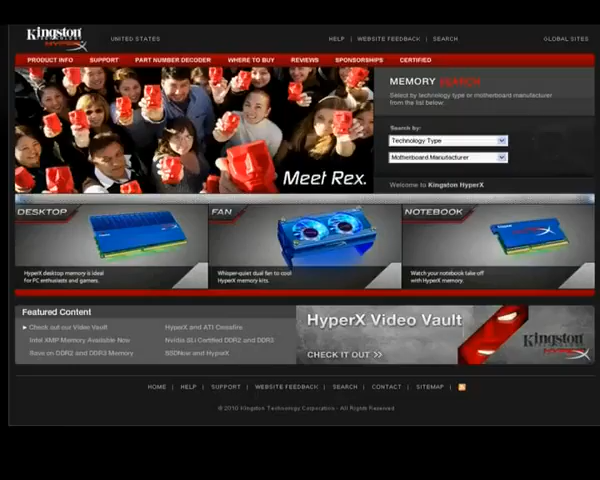 Kingston
TECHNOLOGY
HYPERX
UNITED STATES
HELP | WEBSITE FEEDBACK | SEARCH
GLOBAL SITES
PRODUCT INFO SUPPORT PART NUMBER DECODER WHERE TO BUY REVIEWS SPONSORSHIPS CERTIFIED
MEMORY SEARCH
Select by technology type or motherboard manufacturer
from the list below:
Search by:
Technology Type
Motherboard Manufacturer
Meet Rex.
Welcome to Kingston HyperX
DESKTOP
HyperX desktop memory is ideal
for PC enthusiasts and gamers.
FAN
Whisper-quiet dual fan to cool
HyperX memory kits.
NOTEBOOK
Watch your notebook take off
with HyperX memory.
Featured Content
Check out our Video Vault
Intel XMP Memory Available Now
Save on DDR2 and DDR3 Memory
HyperX and ATI Crossfire
Nvidia SLI Certified DDR2 and DDR3
SSDNow and HyperX
HyperX Video Vault
CHECK IT OUT >>
Kingston
TECHNOLOGY
HYPERX
HOME | HELP | SUPPORT | WEBSITE FEEDBACK | SEARCH | CONTACT | SITEMAP |
© 2010 Kingston Technology Corporation - All Rights Reserved